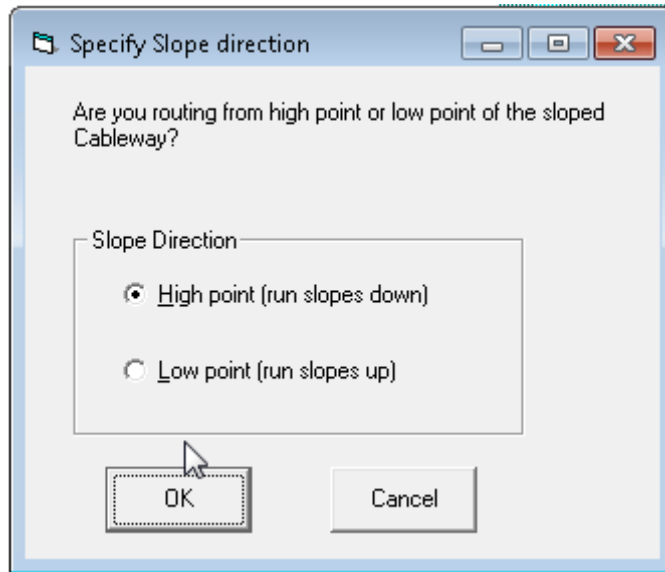 Specify Slope direction
Are you routing from high point or low point of the sloped
Cableway?
Slope Direction
High point (run slopes down)
Low point (run slopes up)
OK
Cancel